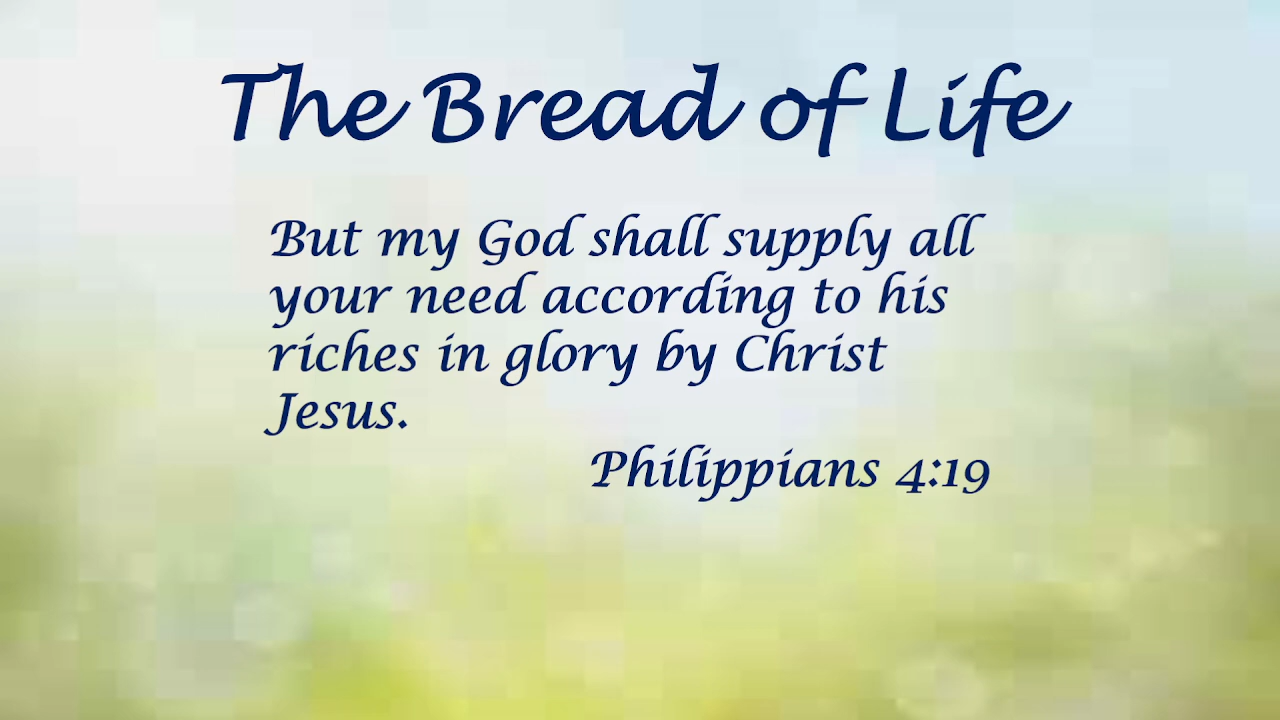 The Bread of Life
But my God shall supply all
your need according to his
riches in glory by Christ
Jesus.
Philippians 4:19